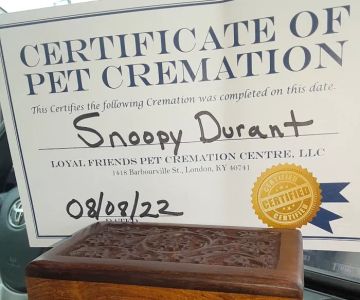 CERTIFICATE OF
PET CREMATION
This Certifies the following Cremation was completed on this date.
Snoopy Durant
LOYAL FRIENDS PET CREMATION CENTRE, LLC
1418 Barbourville St., London, KY 40741
08/08/22
DATE
CERTIFIED